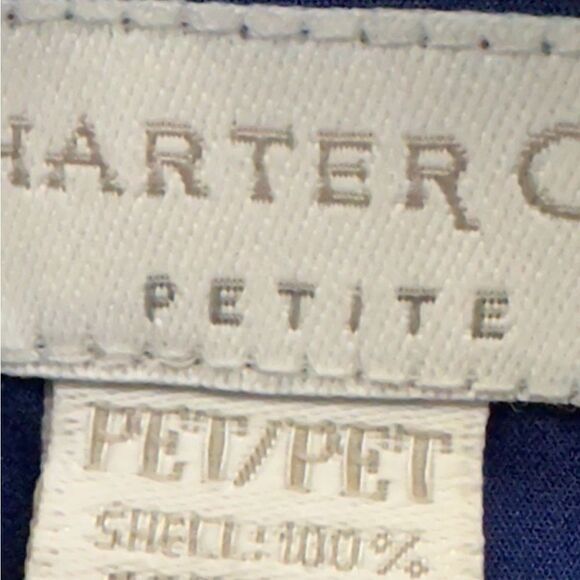 HARTER C
PETITE
PET/PET
SHELL: 100%